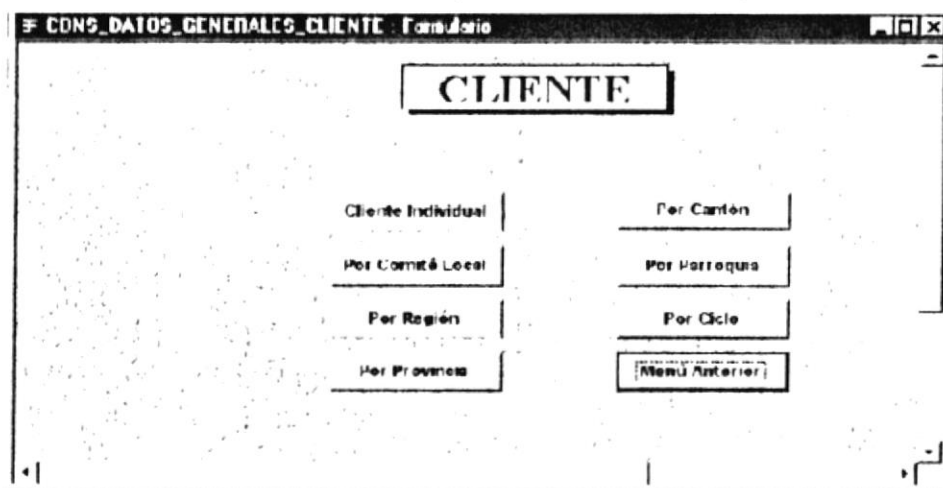 CONS_DATOS_GENERALES_CLIENTE : Formulario
CLIENTE
Cliente Individual
Por Cantón
Por Comité Local
Por Parroquia
Por Región
Por Ciclo
Por Provincia
Menú Anterior